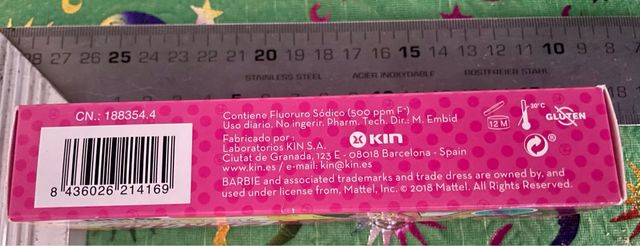 28 27 26 25 24 23 22 21 20 19 18 17 16 15 14 13 12 11 10 9 8
STAINLESS STEEL ACIER INOXYDABLE ROSTFREIER STAHL
CN.: 188354.4
8 436026 214169
Contiene Fluoruro Sódico (500 ppm F-)
Uso diario. No ingerir. Pharm. Tech. Dir.: M. Embid
Fabricado por:
KIN
Laboratorios KIN S.A.
Ciutat de Granada, 123 E - 08018 Barcelona - Spain
www.kin.es / e-mail: kin@kin.es
BARBIE and associated trademarks and trade dress are owned by, and
used under license from, Mattel, Inc. © 2018 Mattel. All Rights Reserved.
12 M
30°C
GLUTEN